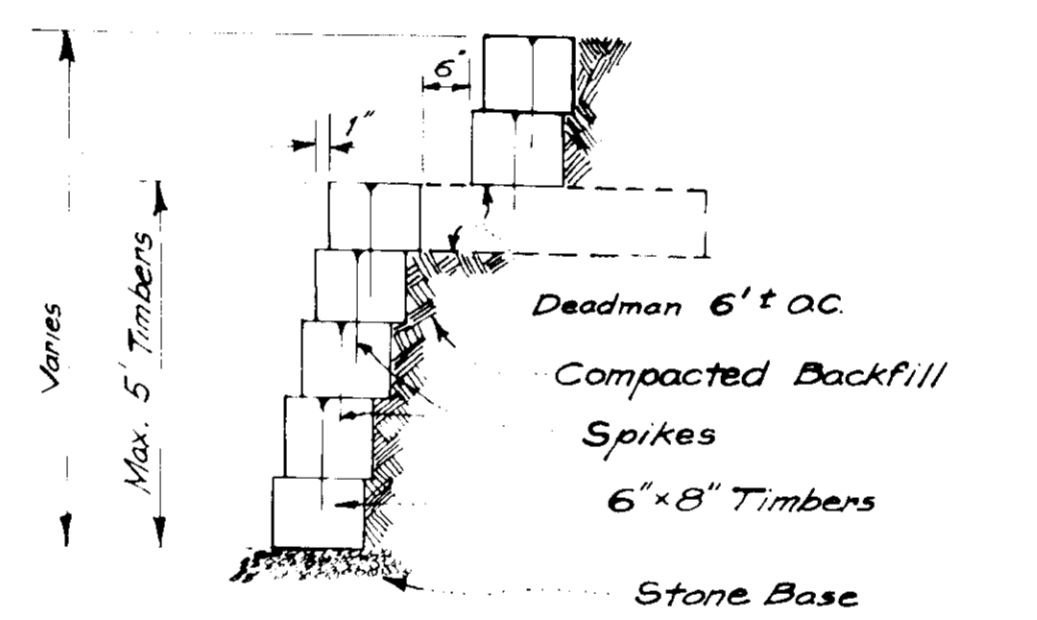 6"
1"
Varies
Max. 5' Timbers
Deadman 6'± O.C.
Compacted Backfill
Spikes
6"×8" Timbers
Stone Base